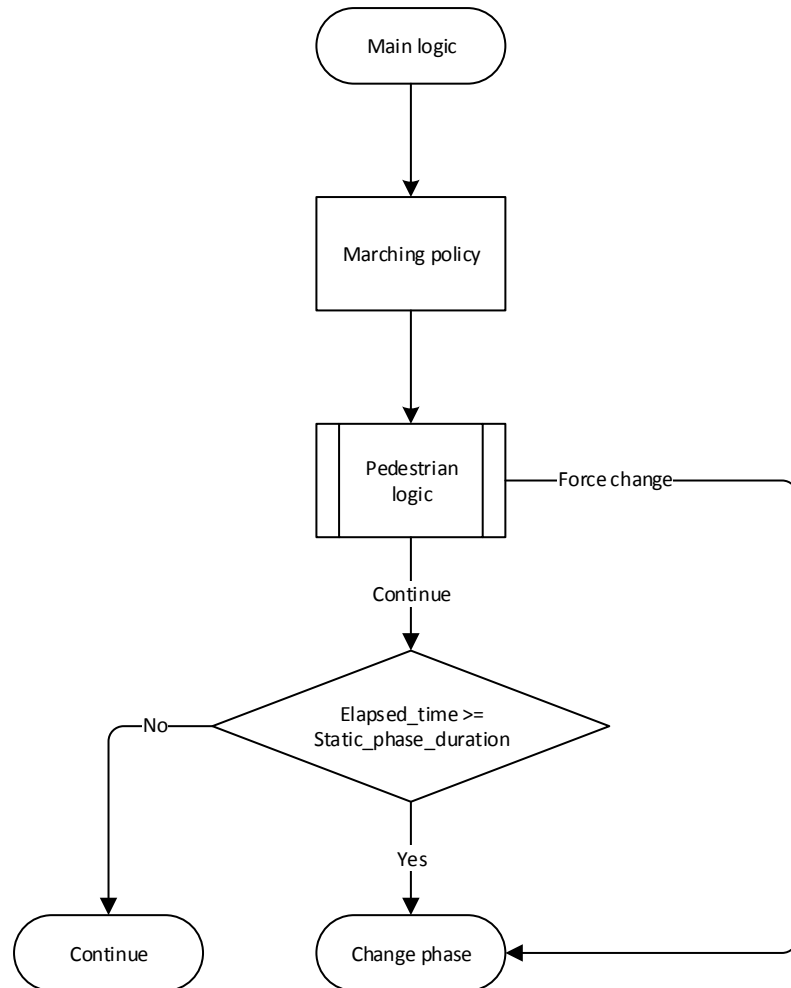 Main logic
Marching policy
Pedestrian
logic
Force change
Continue
Elapsed_time >=
Static_phase_duration
No
Yes
Continue
Change phase